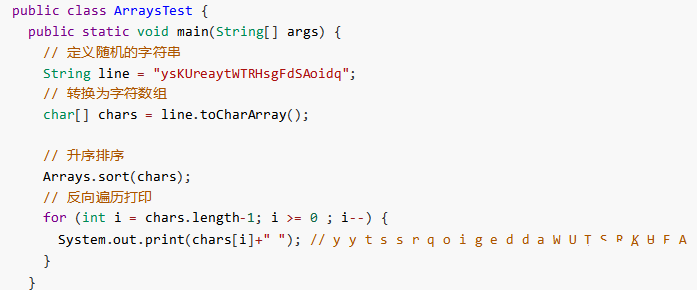 public class ArraysTest {
public static void main(String[] args) {
// 定义随机的字符串
String line = "ysKUreaytWTRHsgFdSAoidq";
// 转换为字符数组
char[] chars = line.toCharArray();
// 升序排序
Arrays.sort(chars);
// 反向遍历打印
for (int i = chars.length-1; i >= 0 ; i--) {
System.out.print(chars[i]+" "); // y y t s s r q o i g e d d a W U T S R K H F A
}
}